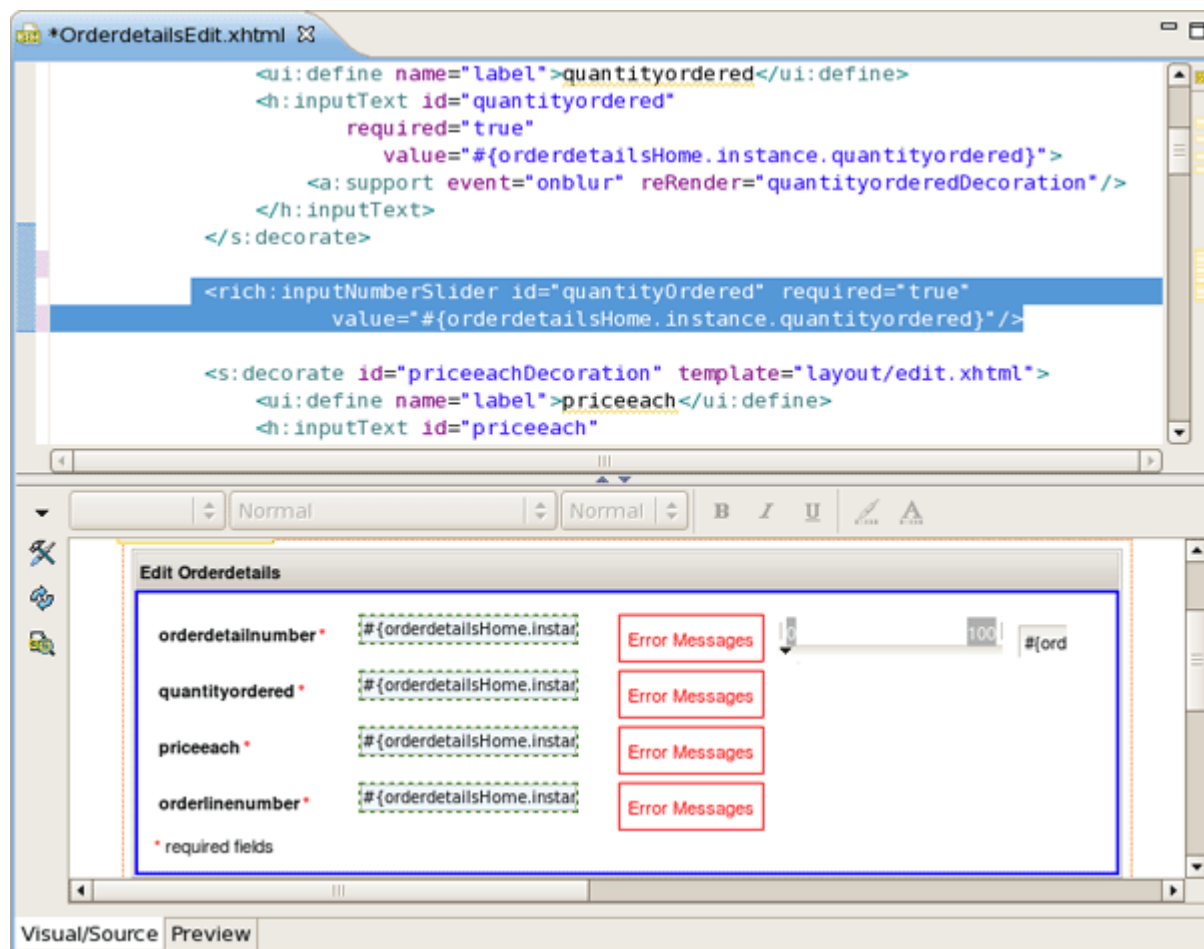 *OrderdetailsEdit.xhtml
<ui:define name="label">quantityordered</ui:define>
<h:inputText id="quantityordered"
required="true"
value="#{orderdetailsHome.instance.quantityordered}">
<a:support event="onblur" reRender="quantityorderedDecoration"/>
</h:inputText>
</s:decorate>
<rich:inputNumberSlider id="quantityOrdered" required="true"
value="#{orderdetailsHome.instance.quantityordered}"/>
<s:decorate id="priceeachDecoration" template="layout/edit.xhtml">
<ui:define name="label">priceeach</ui:define>
<h:inputText id="priceeach"
Normal Normal B I U A
Edit Orderdetails
orderdetailnumber* #{orderdetailsHome.instar Error Messages 0 100 #{ord
quantityordered* #{orderdetailsHome.instar Error Messages
priceeach* #{orderdetailsHome.instar Error Messages
orderlinenumber* #{orderdetailsHome.instar Error Messages
* required fields
Visual/Source Preview